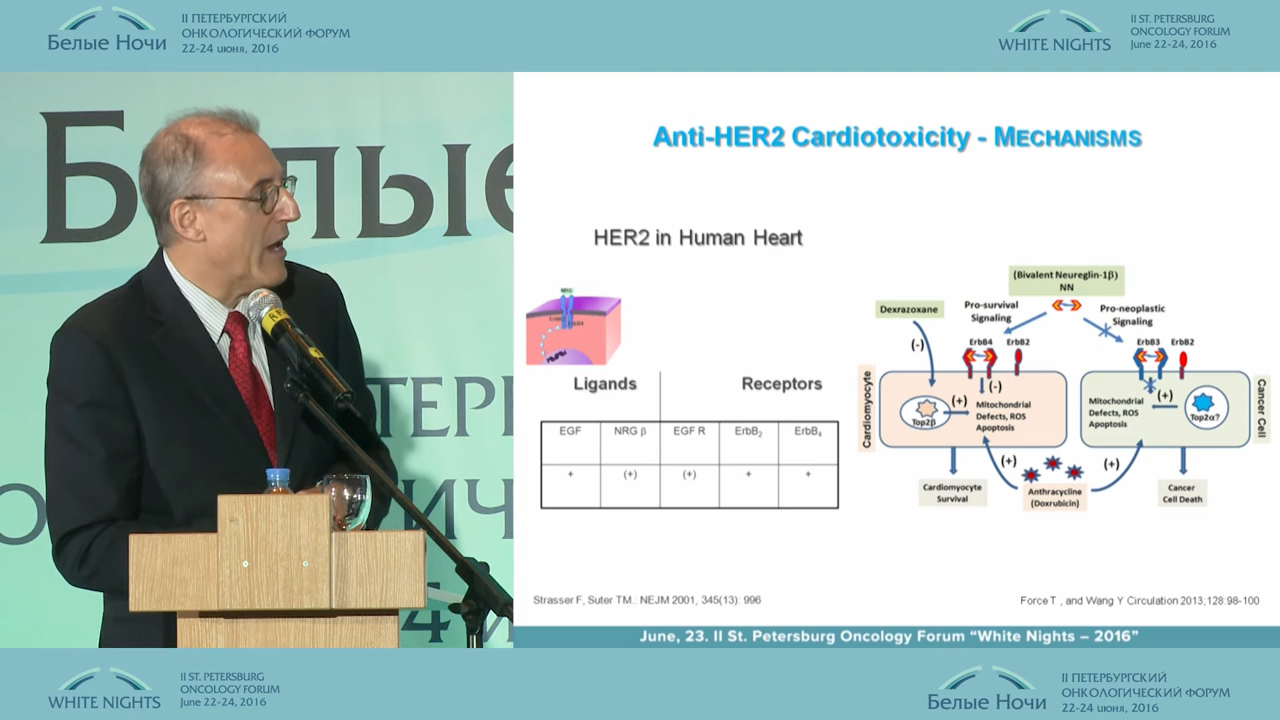 Белые Ночи
II ПЕТЕРБУРГСКИЙ
ОНКОЛОГИЧЕСКИЙ ФОРУМ
22-24 июня, 2016
WHITE NIGHTS
II ST. PETERSBURG
ONCOLOGY FORUM
June 22-24, 2016
Anti-HER2 Cardiotoxicity - MECHANISMS
HER2 in Human Heart
NRG
Ligands Receptors
EGF NRG β EGF R ErbB2 ErbB4
+ (+) (+) + +
(Bivalent Neureglin-1β)
NN
Dexrazoane
Pro-survival
Signaling
Pro-neoplastic
Signaling
(-)
ErbB4 ErbB2
ErbB3 ErbB2
Cardiomyocyte
Top2β
(+)
(-)
Mitochondrial
Defects, ROS
Apoptosis
Mitochondrial
Defects, ROS
Apoptosis
(+)
Top2α?
Cancer Cell
(+)
(+)
Cardiomyocyte
Survival
Anthracycline
(Doxrubicin)
Cancer
Cell Death
Strasser F, Suter TM.: NEJM 2001, 345(13): 996
Force T , and Wang Y Circulation 2013;128:98-100
June, 23. II St. Petersburg Oncology Forum “White Nights – 2016”
WHITE NIGHTS
II ST. PETERSBURG
ONCOLOGY FORUM
June 22-24, 2016
Белые Ночи
II ПЕТЕРБУРГСКИЙ
ОНКОЛОГИЧЕСКИЙ ФОРУМ
22-24 июня, 2016